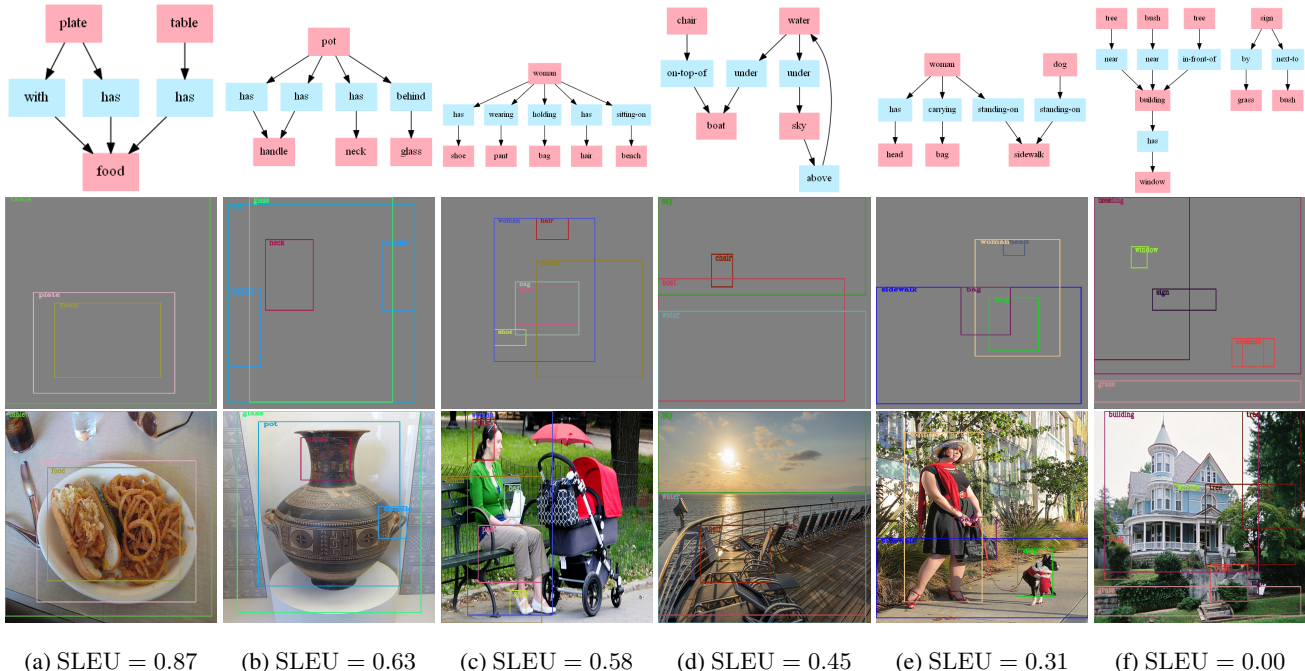 plate table
with has has
food
pot
has has has behind
handle neck glass
woman
has wearing holding has sitting-on
shoe pant bag hair bench
chair water
on-top-of under under
boat sky
above
woman dog
has carrying standing-on standing-on
head bag sidewalk
tree bush tree sign
near near in-front-of by next-to
building grass bush
has
window
plate
glass
neck
woman hair
bag
shoe
sky
chair
boat
water
woman
sidewalk bag
window
sign
grass
table
food
glass
pot
sky
water
building tree
tree
(a) SLEU = 0.87 (b) SLEU = 0.63 (c) SLEU = 0.58 (d) SLEU = 0.45 (e) SLEU = 0.31 (f) SLEU = 0.00